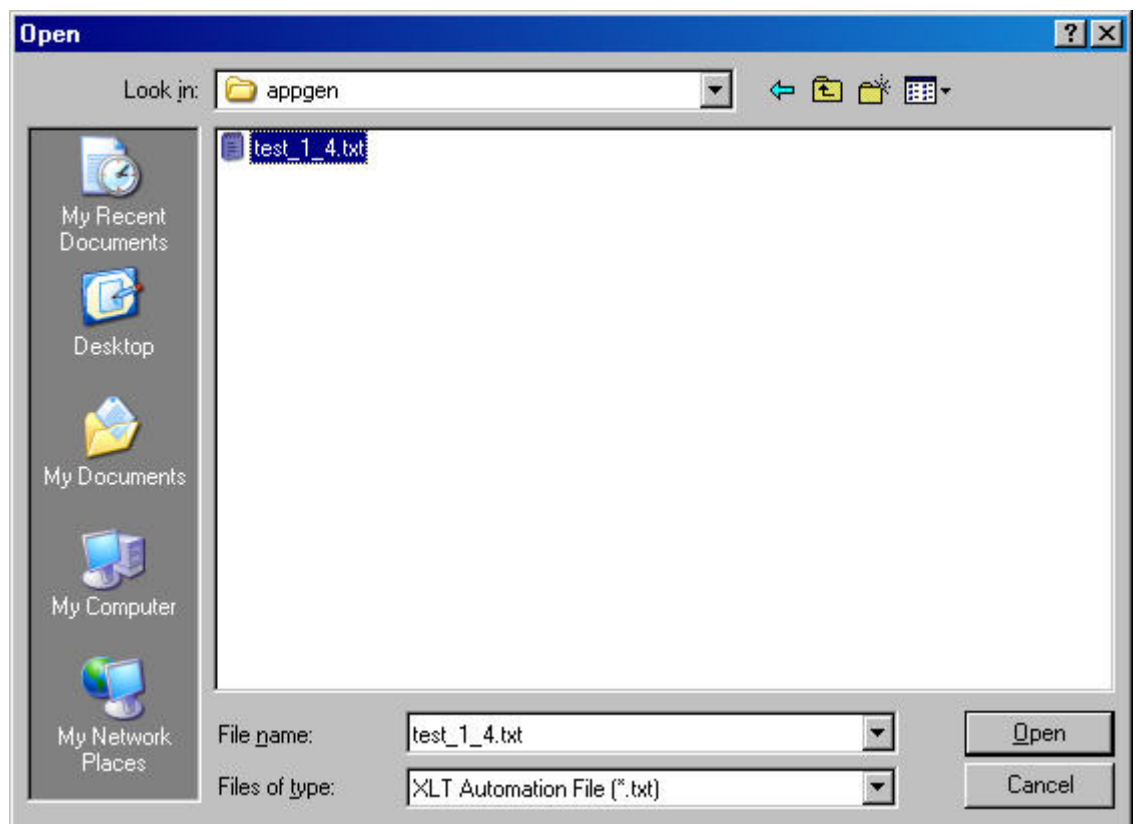 Open
Look in: appgen
test_1_4.txt
My Recent
Documents
Desktop
My Documents
My Computer
My Network
Places
File name: test_1_4.txt Open
Files of type: XLT Automation File (*.txt) Cancel